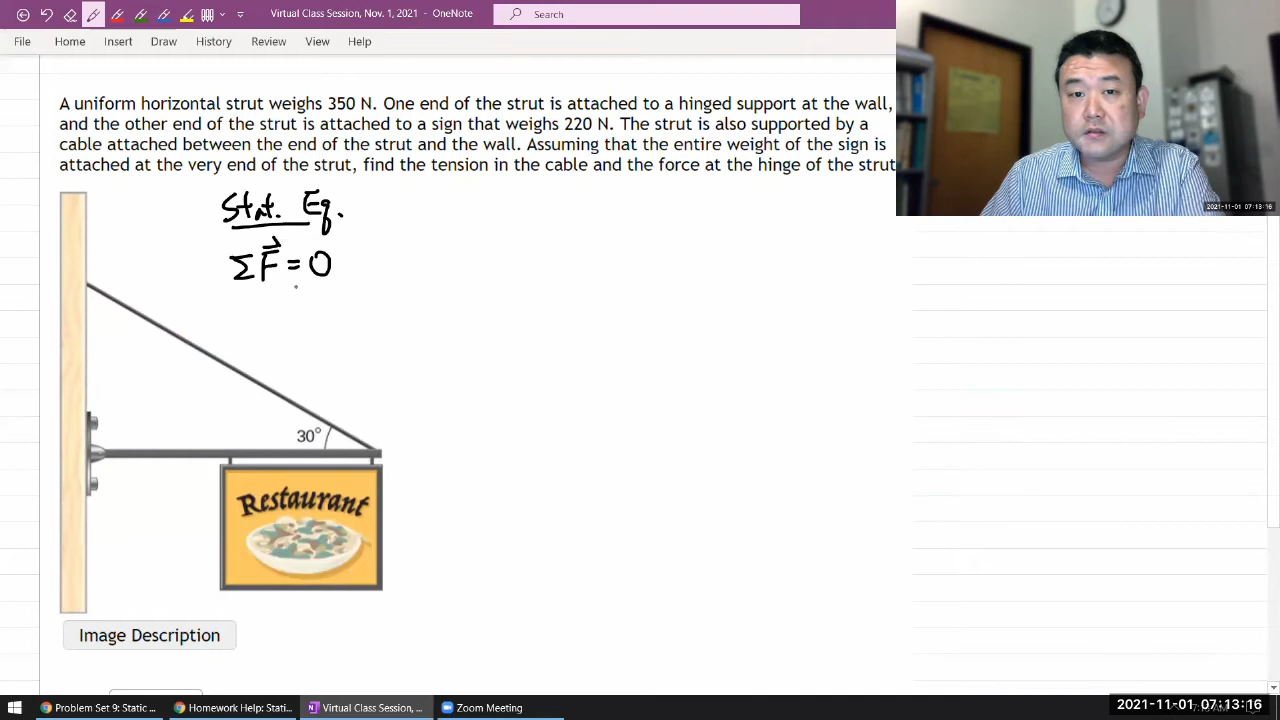 Virtual Class Session, Nov. 1, 2021 - OneNote
Search
File Home Insert Draw History Review View Help
A uniform horizontal strut weighs 350 N. One end of the strut is attached to a hinged support at the wall,
and the other end of the strut is attached to a sign that weighs 220 N. The strut is also supported by a
cable attached between the end of the strut and the wall. Assuming that the entire weight of the sign is
attached at the very end of the strut, find the tension in the cable and the force at the hinge of the strut
2021-11-01 07:13:16
Stat. Eq.
ΣF⃗ = 0
30°
Restaurant
Image Description
Problem Set 9: Static ...
Homework Help: Stati...
Virtual Class Session, ...
Zoom Meeting
2021-11-01 07:13:16